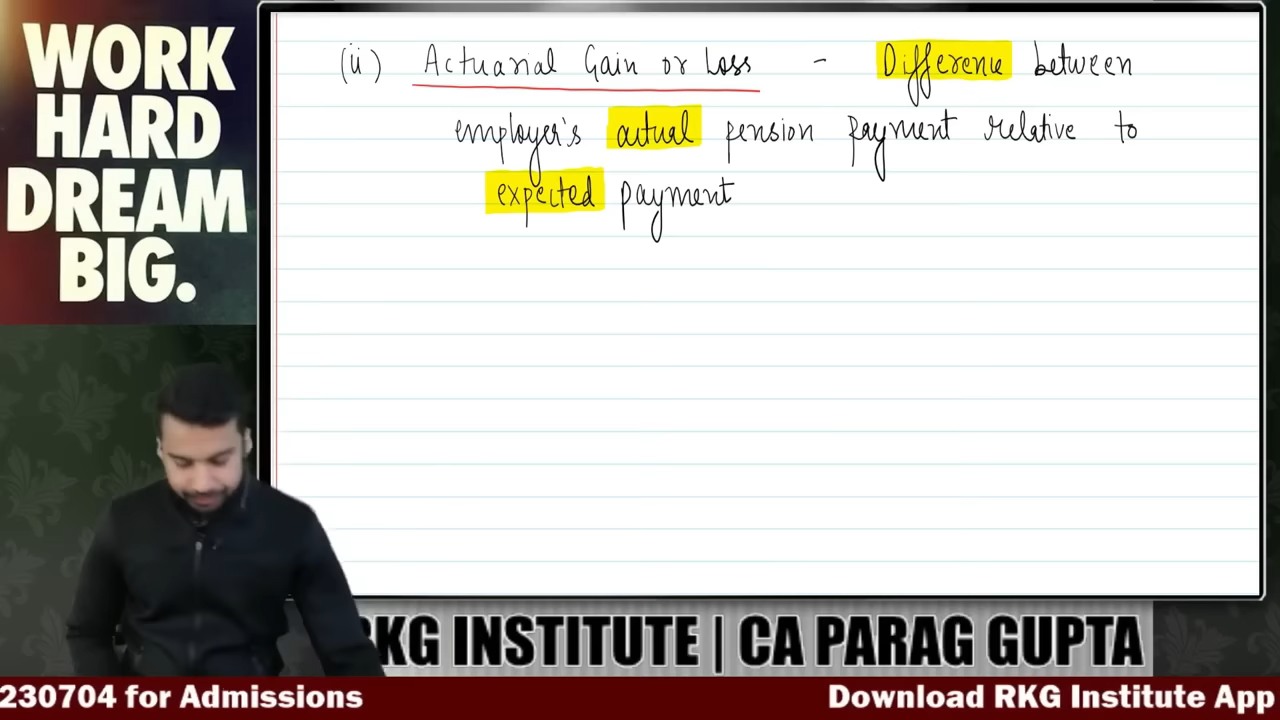 WORK
HARD
DREAM
BIG.
(ii) Actuarial Gain or Loss - Difference between
employer's actual pension payment relative to
expected payment
RKG INSTITUTE | CA PARAG GUPTA
230704 for Admissions
Download RKG Institute App